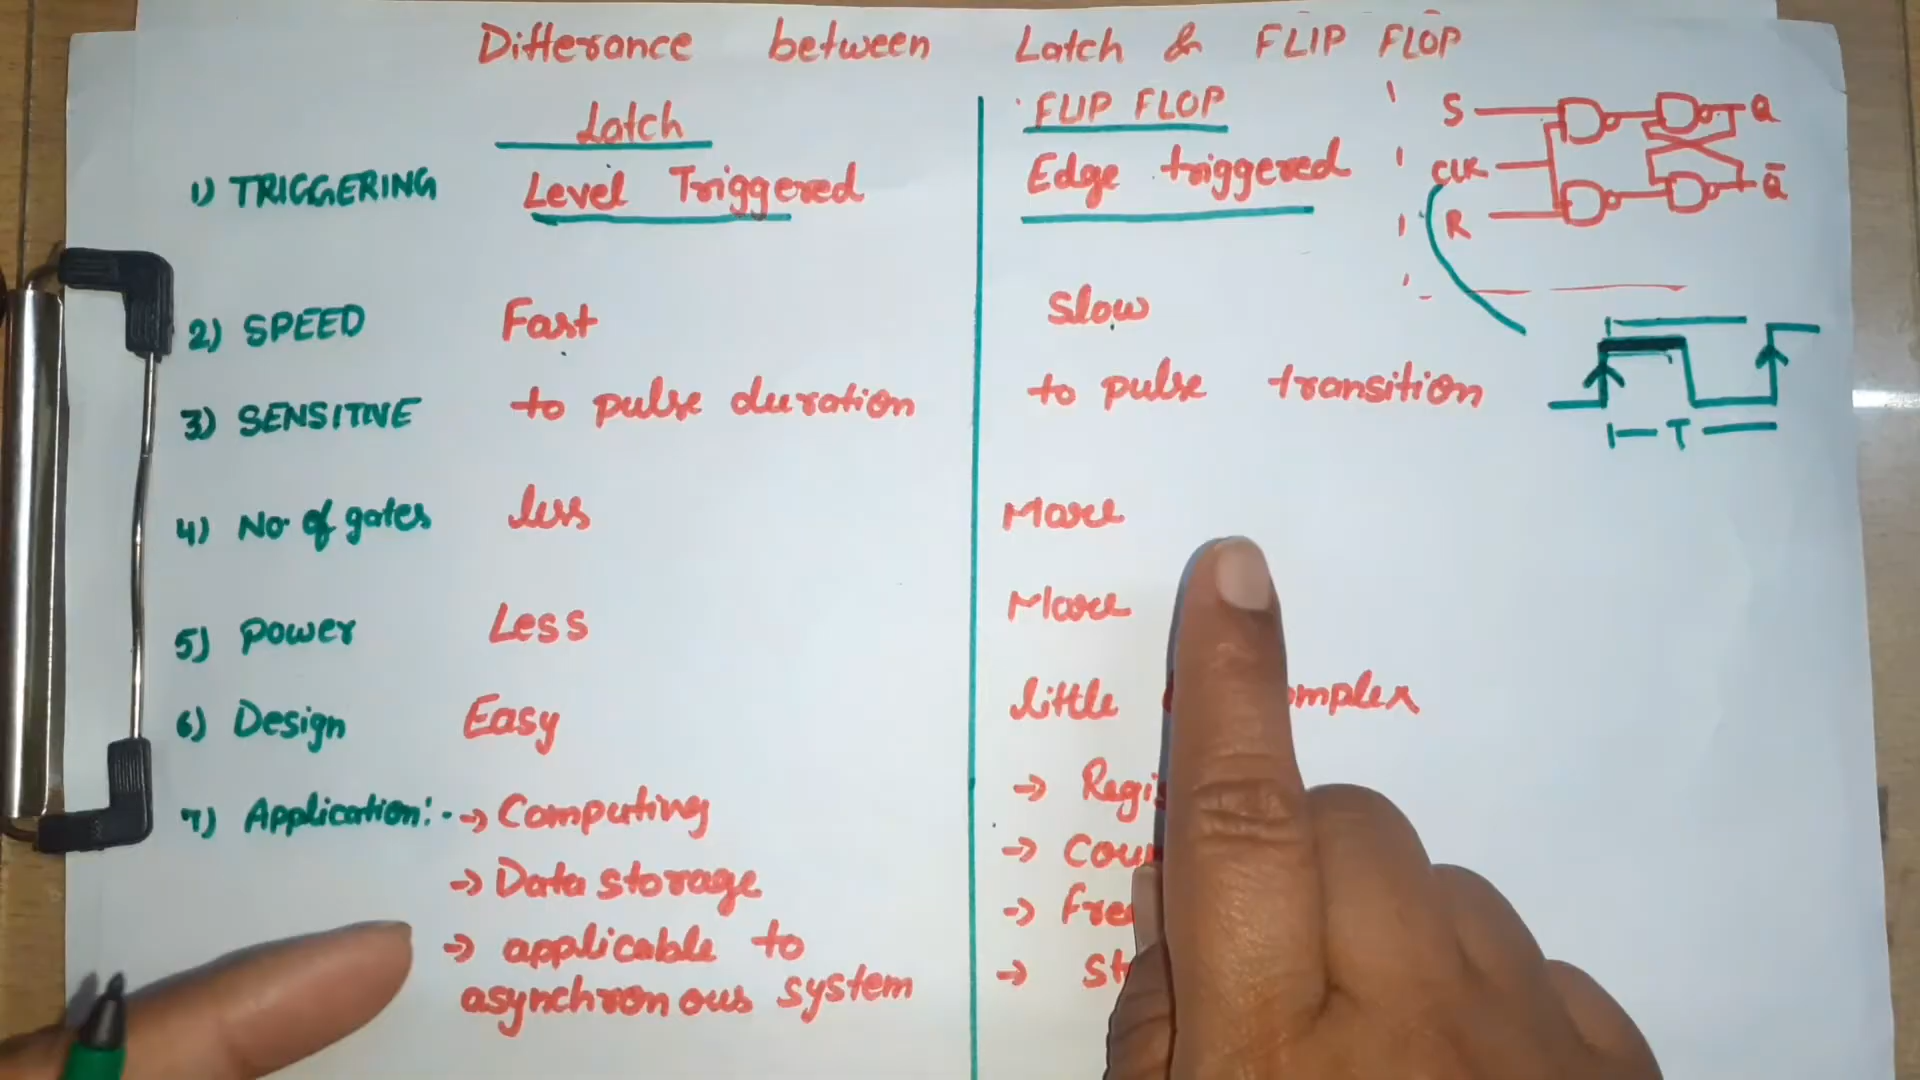 Differance between Latch & FLIP FLOP
Latch FLIP FLOP
1) TRIGGERING Level Triggered Edge triggered
2) SPEED Fast Slow
3) SENSITIVE to pulse duration to pulse transition
4) No. of gates less More
5) Power Less More
6) Design Easy little
7) Application:- → Computing →
→ Data storage →
→ applicable to →
asynchronous system →
S Q
CLK
R Q̅
T